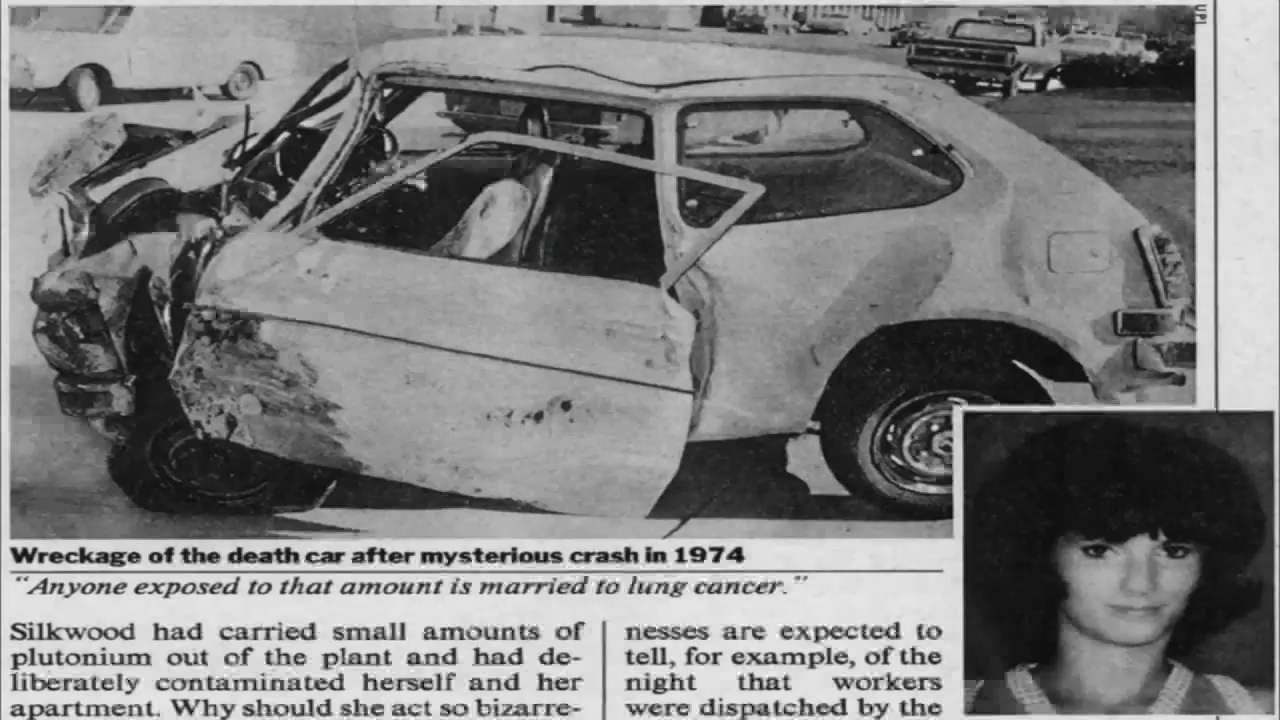 UPI
Wreckage of the death car after mysterious crash in 1974
"Anyone exposed to that amount is married to lung cancer."
Silkwood had carried small amounts of
plutonium out of the plant and had de-
liberately contaminated herself and her
apartment. Why should she act so bizarre-
nesses are expected to
tell, for example, of the
night that workers
were dispatched by the